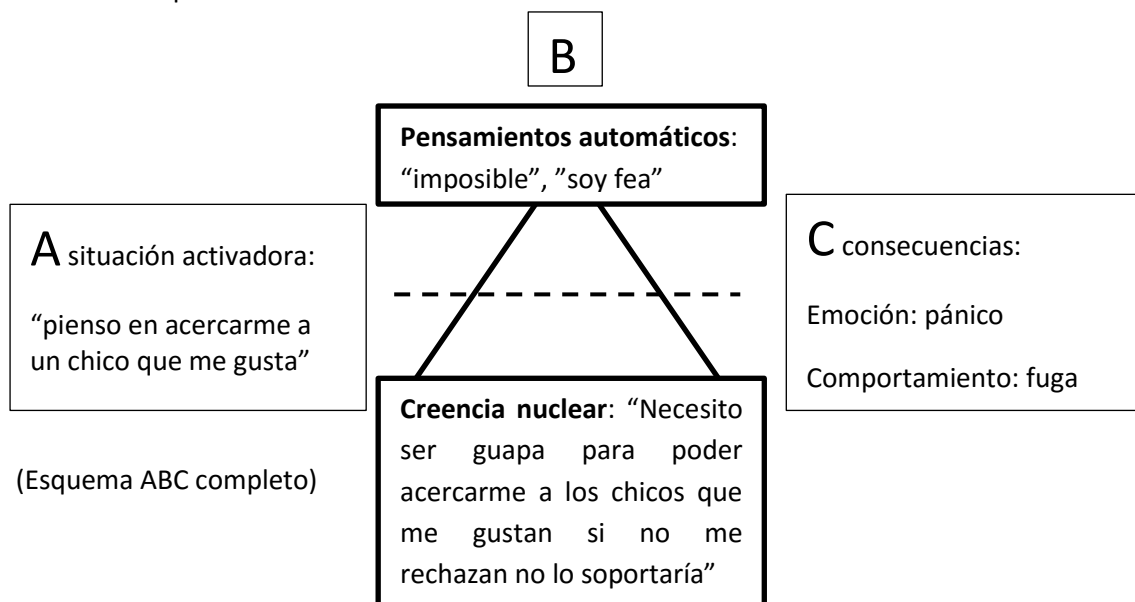 B
Pensamientos automáticos:
“imposible”, ”soy fea”
A situación activadora:
“pienso en acercarme a
un chico que me gusta”
C consecuencias:
Emoción: pánico
Comportamiento: fuga
Creencia nuclear: “Necesito
ser guapa para poder
acercarme a los chicos que
me gustan si no me
rechazan no lo soportaría”
(Esquema ABC completo)